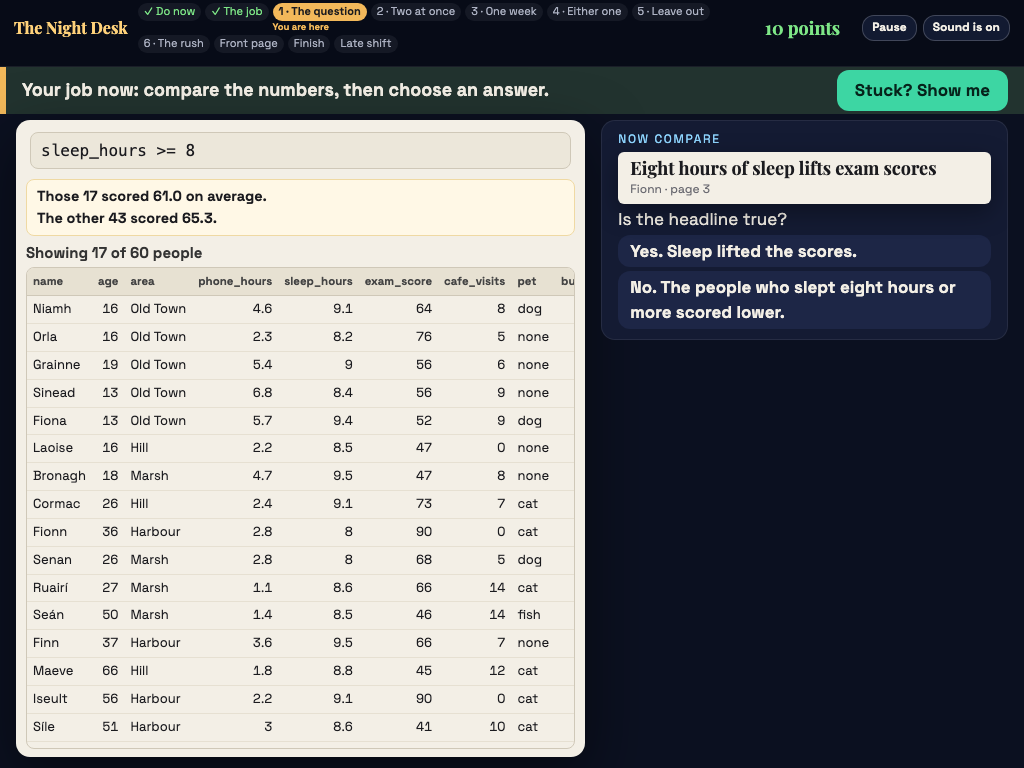 The Night Desk
✓ Do now
✓ The job
1 · The question
2 · Two at once
3 · One week
4 · Either one
5 · Leave out
You are here
6 · The rush
Front page
Finish
Late shift
10 points
Pause
Sound is on
Your job now: compare the numbers, then choose an answer.
Stuck? Show me
sleep_hours >= 8
Those 17 scored 61.0 on average.
The other 43 scored 65.3.
Showing 17 of 60 people
name age area phone_hours sleep_hours exam_score cafe_visits pet bu
Niamh 16 Old Town 4.6 9.1 64 8 dog
Orla 16 Old Town 2.3 8.2 76 5 none
Grainne 19 Old Town 5.4 9 56 6 none
Sinead 13 Old Town 6.8 8.4 56 9 none
Fiona 13 Old Town 5.7 9.4 52 9 dog
Laoise 16 Hill 2.2 8.5 47 0 none
Bronagh 18 Marsh 4.7 9.5 47 8 none
Cormac 26 Hill 2.4 9.1 73 7 cat
Fionn 36 Harbour 2.8 8 90 0 cat
Senan 26 Marsh 2.8 8 68 5 dog
Ruairí 27 Marsh 1.1 8.6 66 14 cat
Seán 50 Marsh 1.4 8.5 46 14 fish
Finn 37 Harbour 3.6 9.5 66 7 none
Maeve 66 Hill 1.8 8.8 45 12 cat
Iseult 56 Harbour 2.2 9.1 90 0 cat
Síle 51 Harbour 3 8.6 41 10 cat
NOW COMPARE
Eight hours of sleep lifts exam scores
Fionn · page 3
Is the headline true?
Yes. Sleep lifted the scores.
No. The people who slept eight hours or
more scored lower.